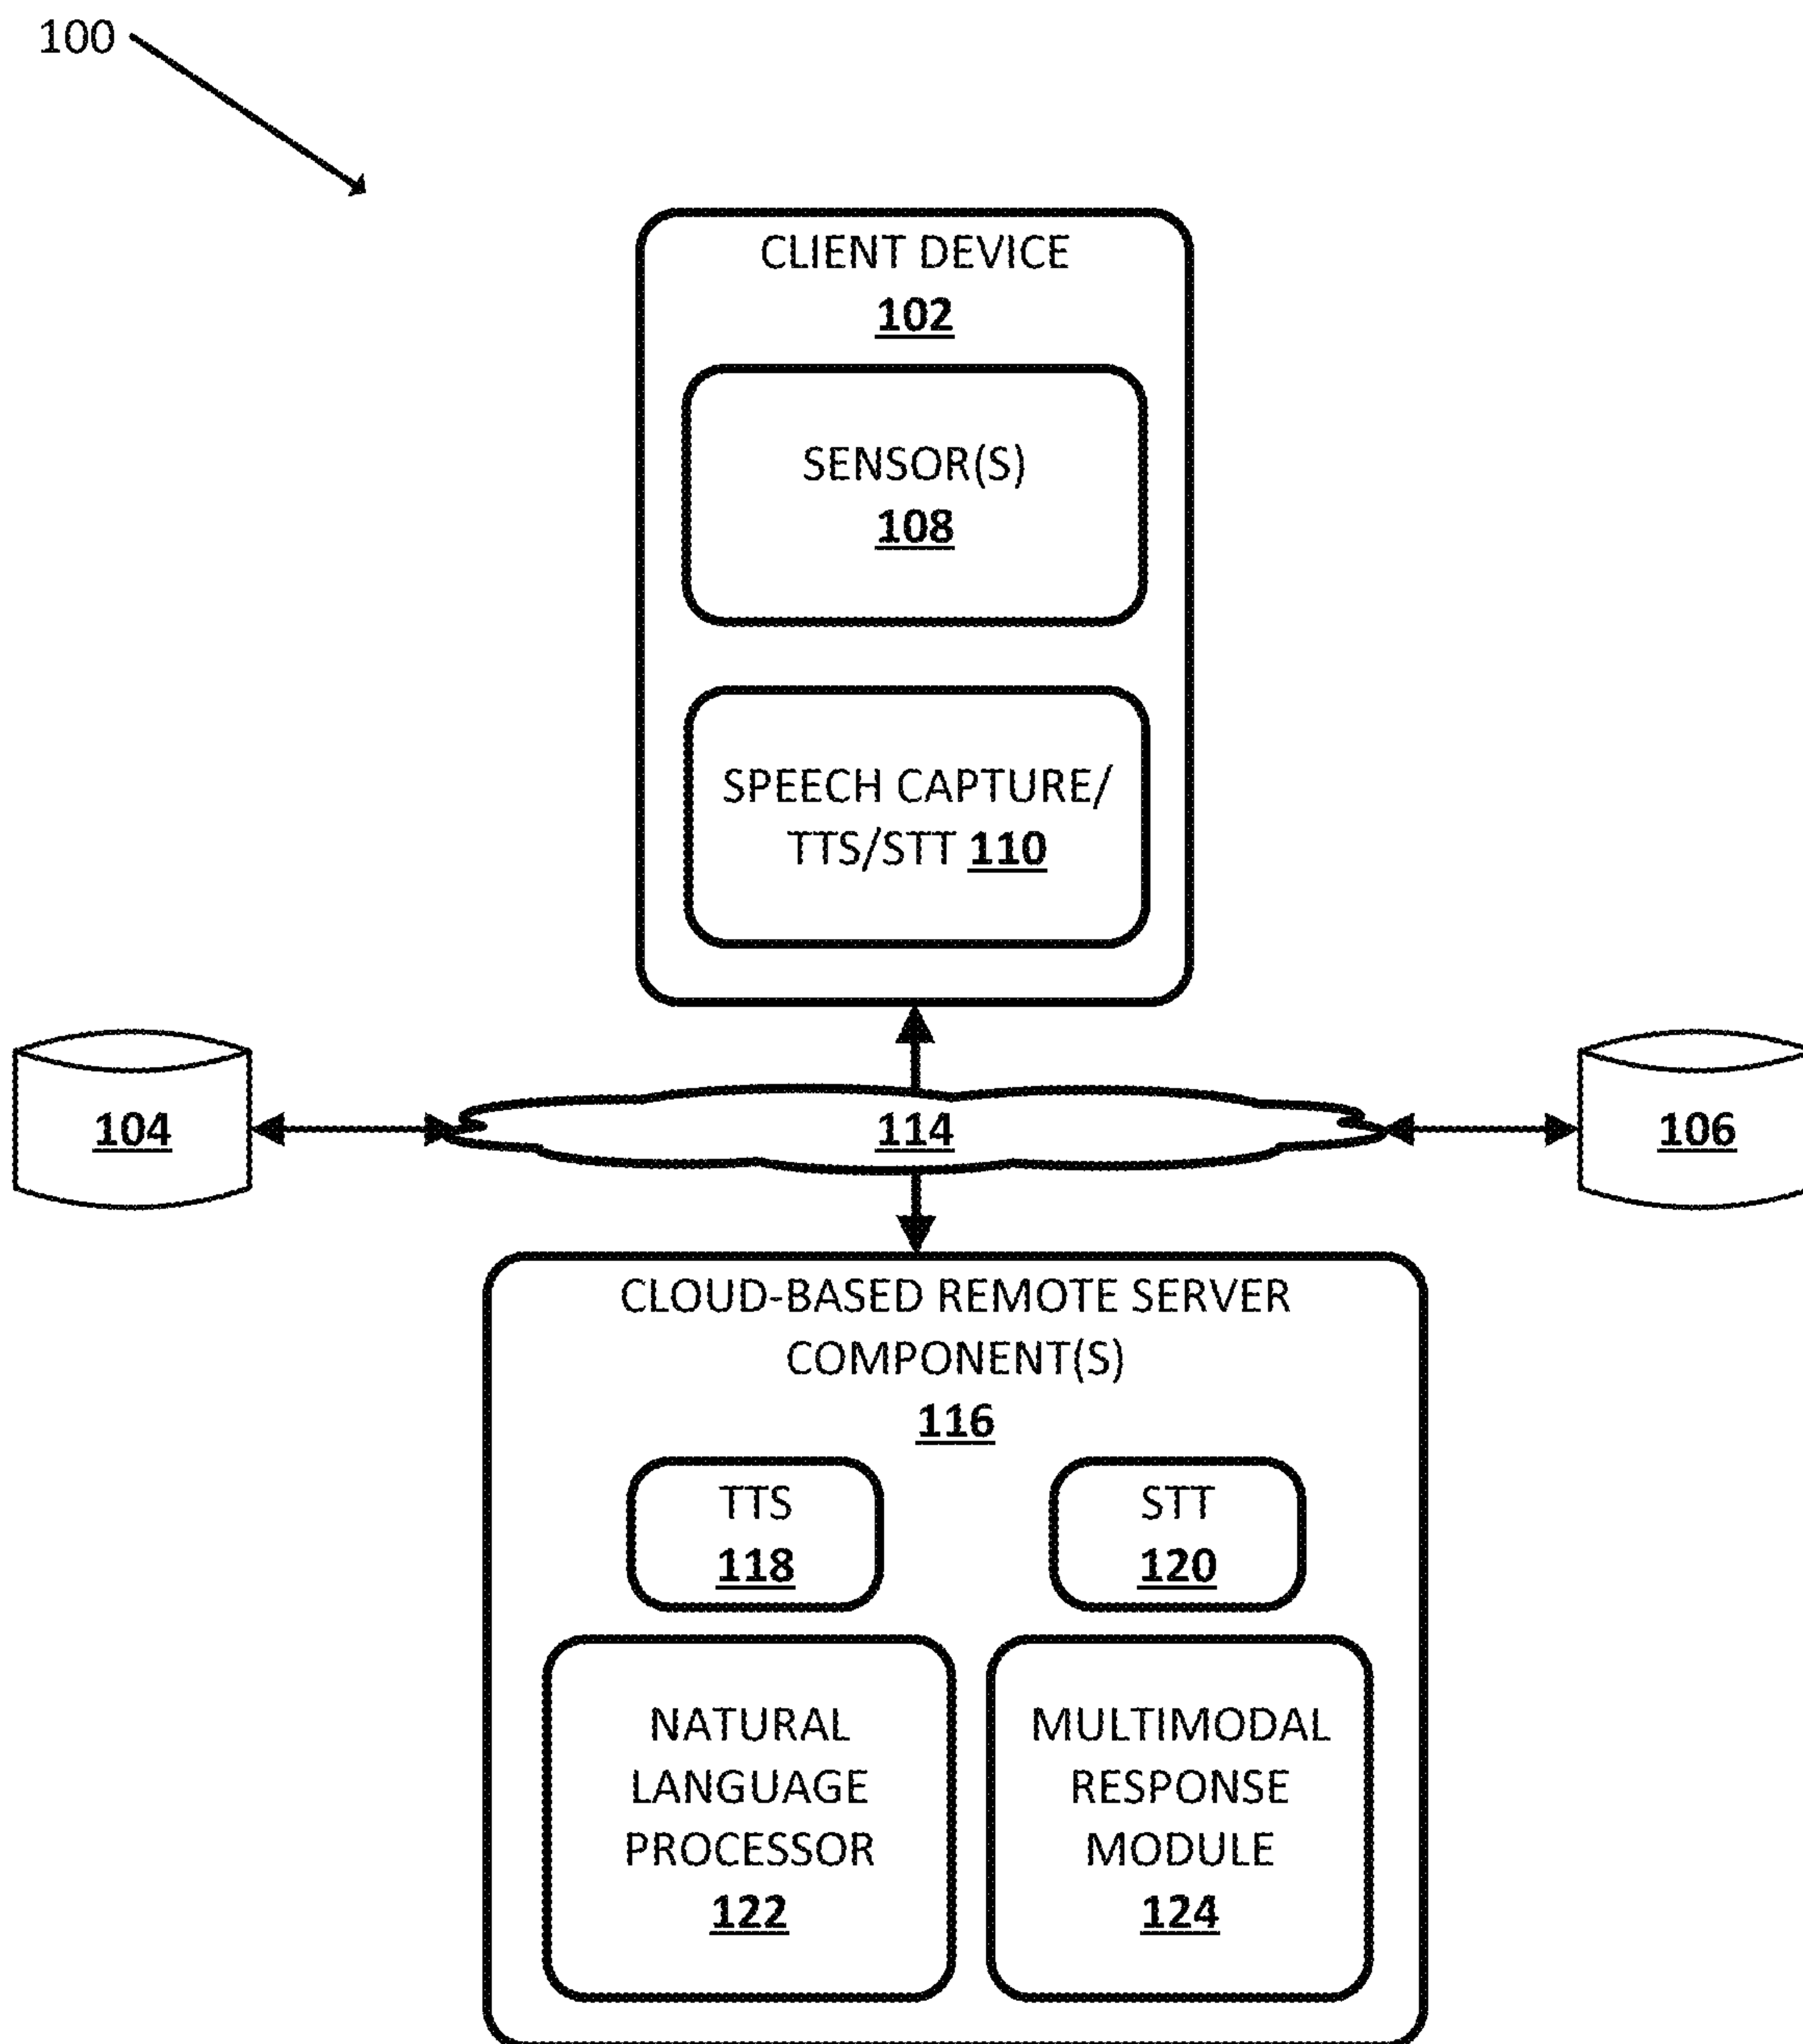 100
CLIENT DEVICE
102
SENSOR(S)
108
SPEECH CAPTURE/
TTS/STT 110
104
114
106
CLOUD-BASED REMOTE SERVER
COMPONENT(S)
116
TTS
118
STT
120
NATURAL
LANGUAGE
PROCESSOR
122
MULTIMODAL
RESPONSE
MODULE
124